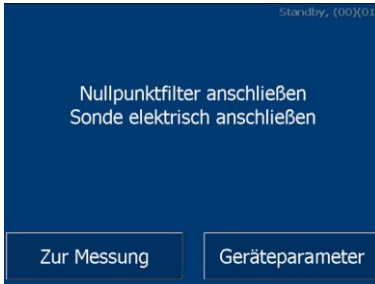 Standby, (00)(01
Nullpunktfilter anschließen
Sonde elektrisch anschließen
Zur Messung
Geräteparameter